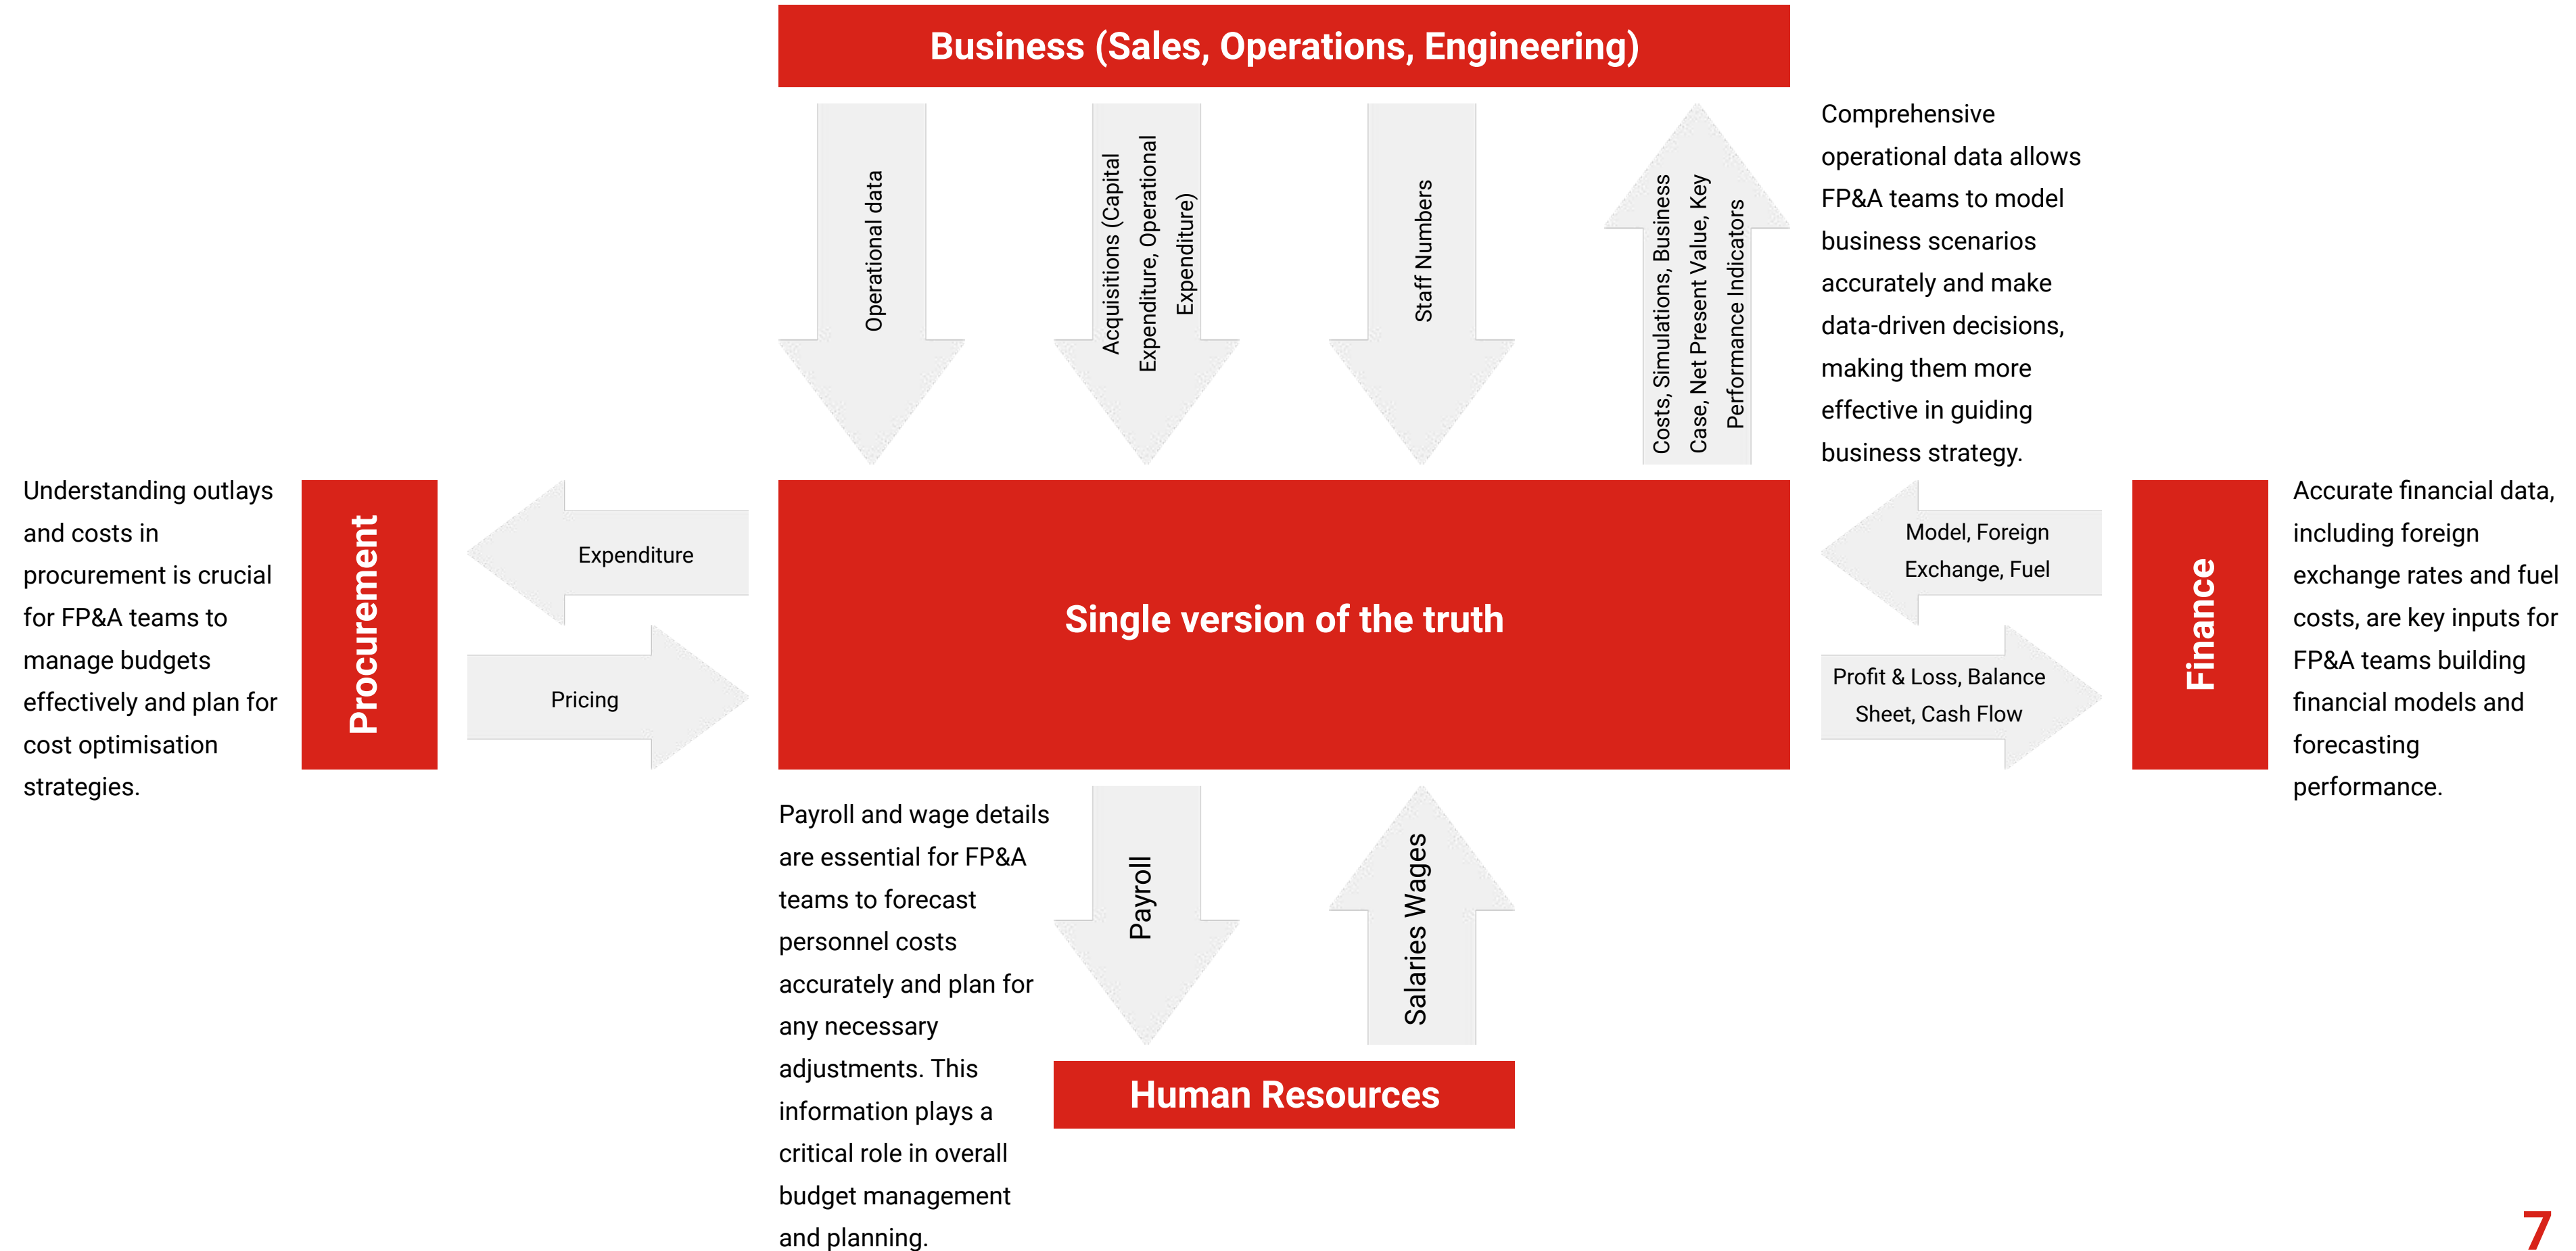 Business (Sales, Operations, Engineering)
Operational data
Acquisitions (Capital
Expenditure, Operational
Expenditure)
Staff Numbers
Costs, Simulations, Business
Case, Net Present Value, Key
Performance Indicators
Comprehensive
operational data allows
FP&A teams to model
business scenarios
accurately and make
data-driven decisions,
making them more
effective in guiding
business strategy.
Understanding outlays
and costs in
procurement is crucial
for FP&A teams to
manage budgets
effectively and plan for
cost optimisation
strategies.
Procurement
Expenditure
Pricing
Single version of the truth
Model, Foreign
Exchange, Fuel
Profit & Loss, Balance
Sheet, Cash Flow
Finance
Accurate financial data,
including foreign
exchange rates and fuel
costs, are key inputs for
FP&A teams building
financial models and
forecasting
performance.
Payroll and wage details
are essential for FP&A
teams to forecast
personnel costs
accurately and plan for
any necessary
adjustments. This
information plays a
critical role in overall
budget management
and planning.
Payroll
Salaries Wages
Human Resources
7